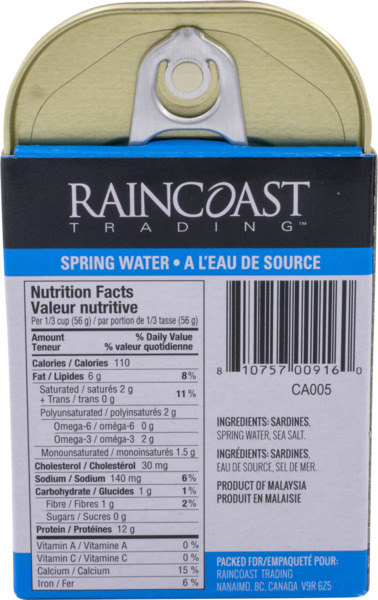 RAINCOAST
TRADING™
SPRING WATER • A L'EAU DE SOURCE
Nutrition Facts
Valeur nutritive
Per 1/3 cup (56 g) / par portion de 1/3 tasse (56 g)
Amount % Daily Value
Teneur % valeur quotidienne
Calories / Calories 110
Fat / Lipides 6 g 8%
Saturated / saturés 2 g
+ Trans / trans 0 g 11 %
Polyunsaturated / polyinsaturés 2 g
Omega-6 / oméga-6 0 g
Omega-3 / oméga-3 2 g
Monounsaturated / monoinsaturés 1.5 g
Cholesterol / Cholestérol 30 mg
Sodium / Sodium 140 mg 6%
Carbohydrate / Glucides 1 g 1%
Fibre / Fibres 1 g 2%
Sugars / Sucres 0 g
Protein / Protéines 12 g
Vitamin A / Vitamine A 0 %
Vitamin C / Vitamine C 0 %
Calcium / Calcium 15 %
Iron / Fer 6 %
8 10757 00916 0
CA005
INGREDIENTS: SARDINES,
SPRING WATER, SEA SALT.
INGRÉDIENTS: SARDINES,
EAU DE SOURCE, SEL DE MER.
PRODUCT OF MALAYSIA
PRODUIT EN MALAISIE
PACKED FOR/EMPAQUETÉ POUR:
RAINCOAST TRADING
NANAIMO, BC, CANADA V9R 6Z5